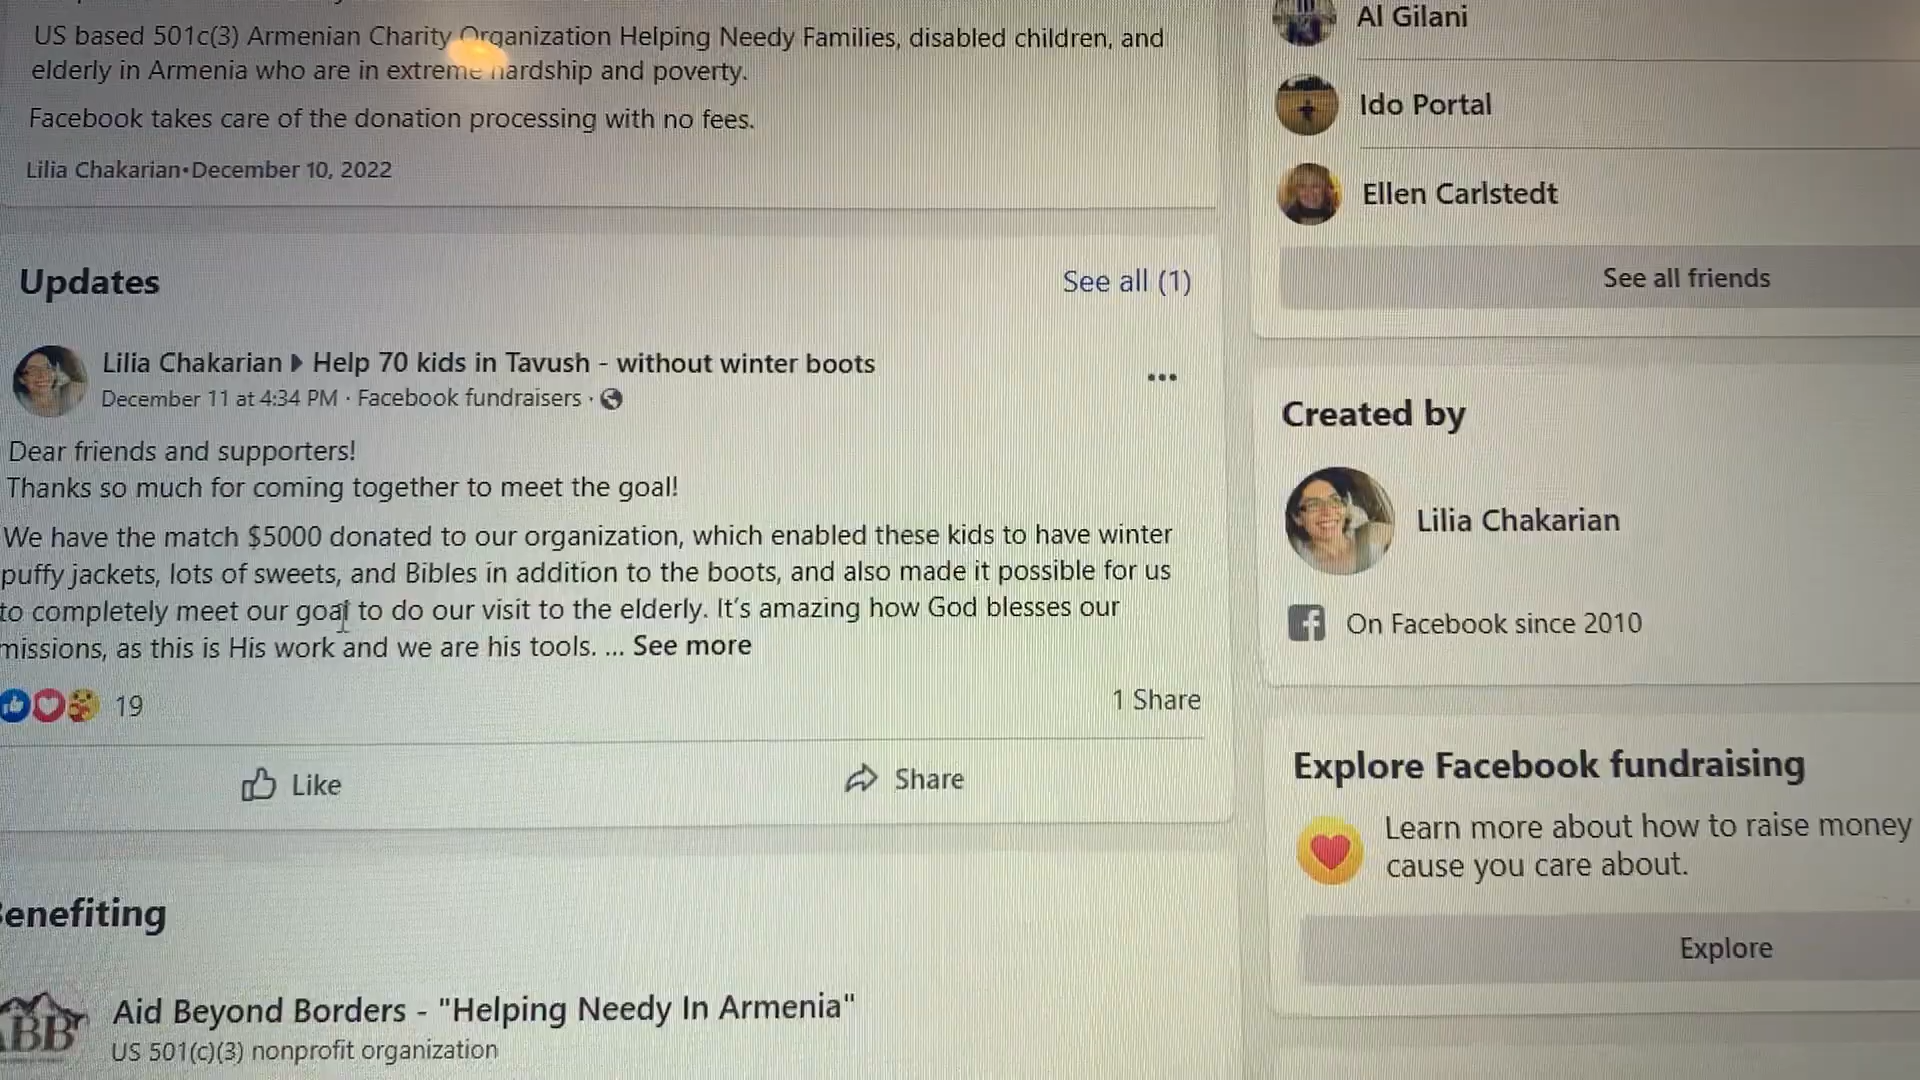 US based 501c(3) Armenian Charity Organization Helping Needy Families, disabled children, and
elderly in Armenia who are in extreme hardship and poverty.
Facebook takes care of the donation processing with no fees.
Lilia Chakarian•December 10, 2022
Updates
See all (1)
Lilia Chakarian Help 70 kids in Tavush - without winter boots
December 11 at 4:34 PM · Facebook fundraisers ·
Dear friends and supporters!
Thanks so much for coming together to meet the goal!
We have the match $5000 donated to our organization, which enabled these kids to have winter
puffy jackets, lots of sweets, and Bibles in addition to the boots, and also made it possible for us
to completely meet our goal to do our visit to the elderly. It's amazing how God blesses our
missions, as this is His work and we are his tools. ... See more
19
1 Share
Like
Share
Benefiting
ABB
Aid Beyond Borders - "Helping Needy In Armenia"
US 501(c)(3) nonprofit organization
Al Gilani
Ido Portal
Ellen Carlstedt
See all friends
Created by
Lilia Chakarian
On Facebook since 2010
Explore Facebook fundraising
Learn more about how to raise money
cause you care about.
Explore